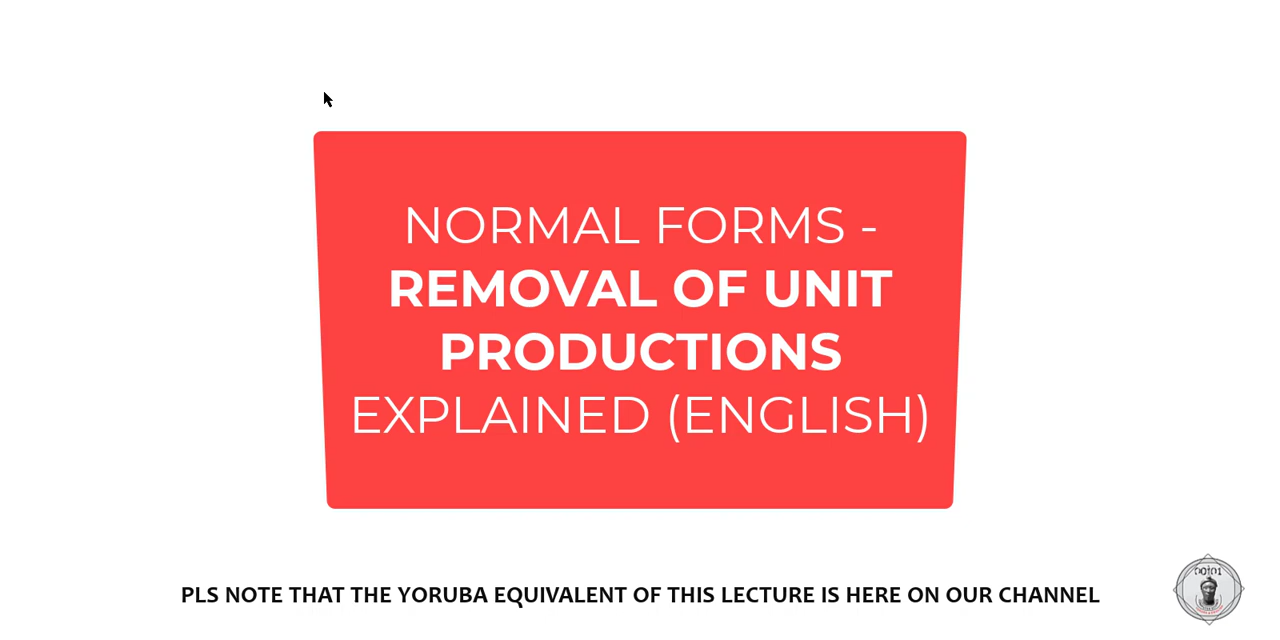 NORMAL FORMS -
REMOVAL OF UNIT
PRODUCTIONS
EXPLAINED (ENGLISH)
PLS NOTE THAT THE YORUBA EQUIVALENT OF THIS LECTURE IS HERE ON OUR CHANNEL